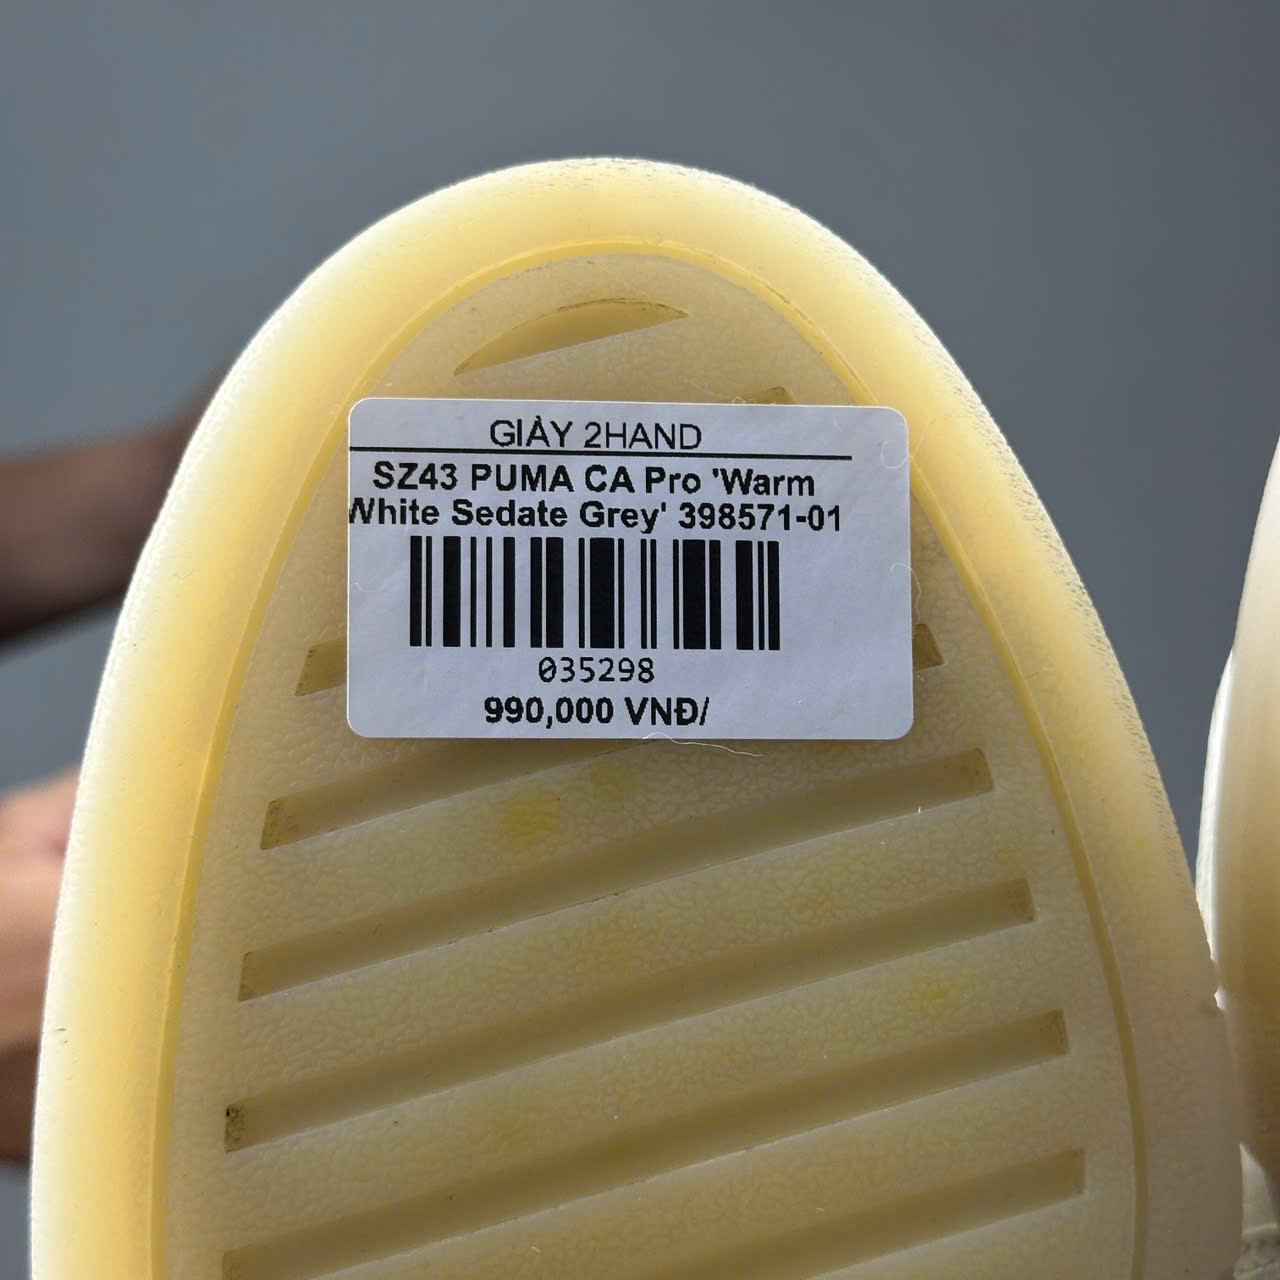 GIÀY 2HAND
SZ43 PUMA CA Pro 'Warm
White Sedate Grey' 398571-01
035298
990,000 VNĐ/